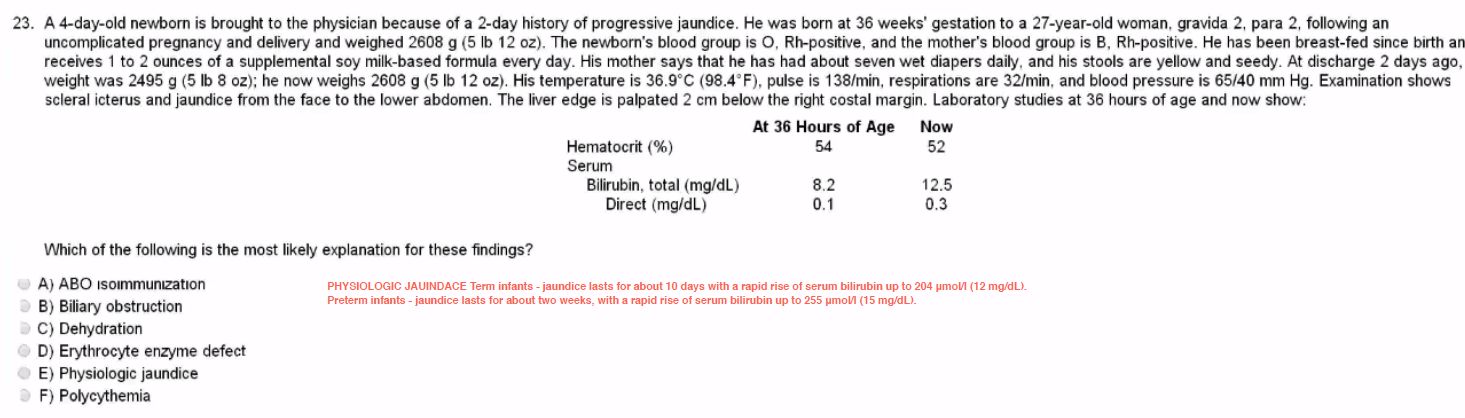 23. A 4-day-old newborn is brought to the physician because of a 2-day history of progressive jaundice. He was born at 36 weeks' gestation to a 27-year-old woman, gravida 2, para 2, following an
uncomplicated pregnancy and delivery and weighed 2608 g (5 lb 12 oz). The newborn's blood group is O, Rh-positive, and the mother's blood group is B, Rh-positive. He has been breast-fed since birth an
receives 1 to 2 ounces of a supplemental soy milk-based formula every day. His mother says that he has had about seven wet diapers daily, and his stools are yellow and seedy. At discharge 2 days ago,
weight was 2495 g (5 lb 8 oz); he now weighs 2608 g (5 lb 12 oz). His temperature is 36.9°C (98.4°F), pulse is 138/min, respirations are 32/min, and blood pressure is 65/40 mm Hg. Examination shows
scleral icterus and jaundice from the face to the lower abdomen. The liver edge is palpated 2 cm below the right costal margin. Laboratory studies at 36 hours of age and now show:
At 36 Hours of Age Now
Hematocrit (%) 54 52
Serum
Bilirubin, total (mg/dL) 8.2 12.5
Direct (mg/dL) 0.1 0.3
Which of the following is the most likely explanation for these findings?
A) ABO isoimmunization
B) Biliary obstruction
C) Dehydration
D) Erythrocyte enzyme defect
E) Physiologic jaundice
F) Polycythemia
PHYSIOLOGIC JAUINDACE Term infants - jaundice lasts for about 10 days with a rapid rise of serum bilirubin up to 204 µmol/l (12 mg/dL).
Preterm infants - jaundice lasts for about two weeks, with a rapid rise of serum bilirubin up to 255 µmol/l (15 mg/dL).